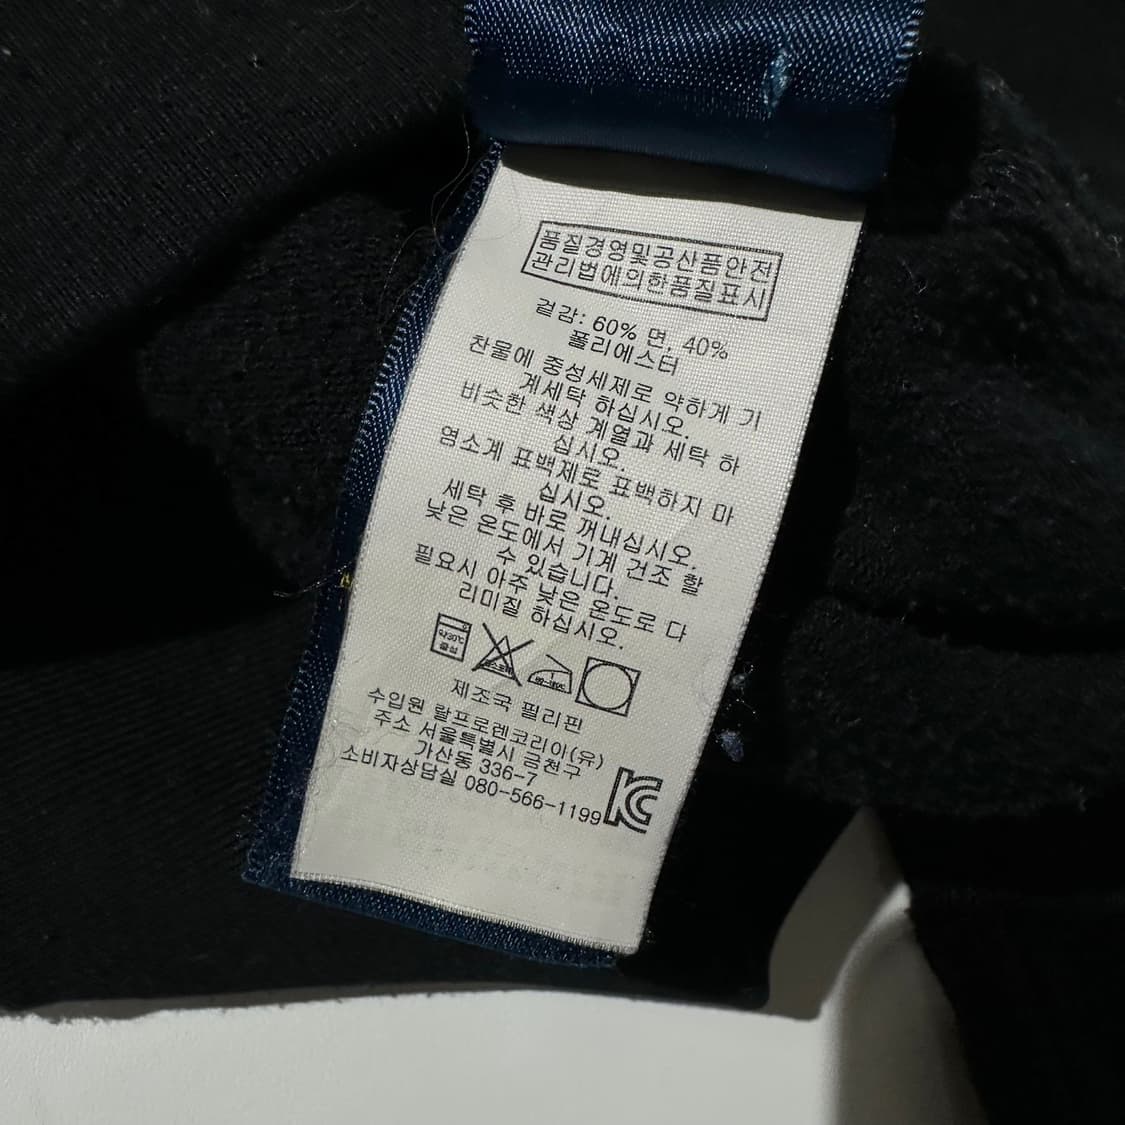 품질경영및공산품안전
관리법에의한품질표시
겉감: 60% 면, 40%
폴리에스터
찬물에 중성세제로 약하게 기
계세탁 하십시오.
비슷한 색상 계열과 세탁 하
십시오.
염소계 표백제로 표백하지 마
십시오.
세탁 후 바로 꺼내십시오.
낮은 온도에서 기계 건조 할
수 있습니다.
필요시 아주 낮은 온도로 다
리미질 하십시오.
약30℃
중성
제조국 필리핀
수입원 랄프로렌코리아(유)
주소 서울특별시 금천구
가산동 336-7
소비자상담실 080-566-1199